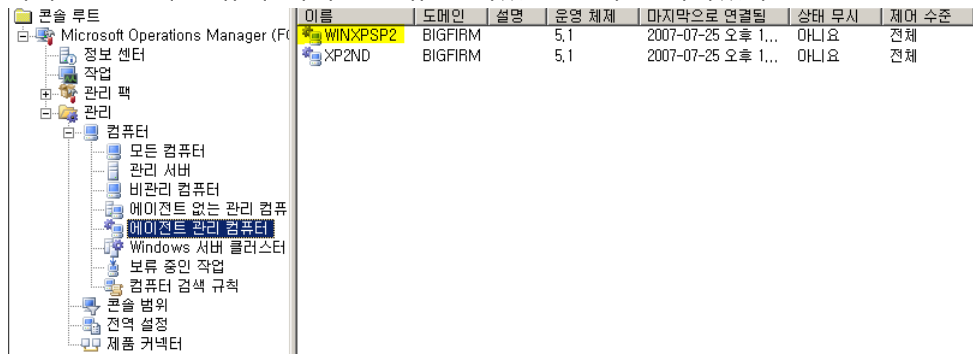 콘솔 루트
Microsoft Operations Manager (F
정보 센터
작업
관리 팩
관리
컴퓨터
모든 컴퓨터
관리 서버
비관리 컴퓨터
에이전트 없는 관리 컴퓨
에이전트 관리 컴퓨터
Windows 서버 클러스터
보류 중인 작업
컴퓨터 검색 규칙
콘솔 범위
전역 설정
제품 커넥터
이름 도메인 설명 운영 체제 마지막으로 연결됨 상태 무시 제어 수준
WINXPSP2 BIGFIRM 5,1 2007-07-25 오후 1,,, 아니요 전체
XP2ND BIGFIRM 5,1 2007-07-25 오후 1,,, 아니요 전체